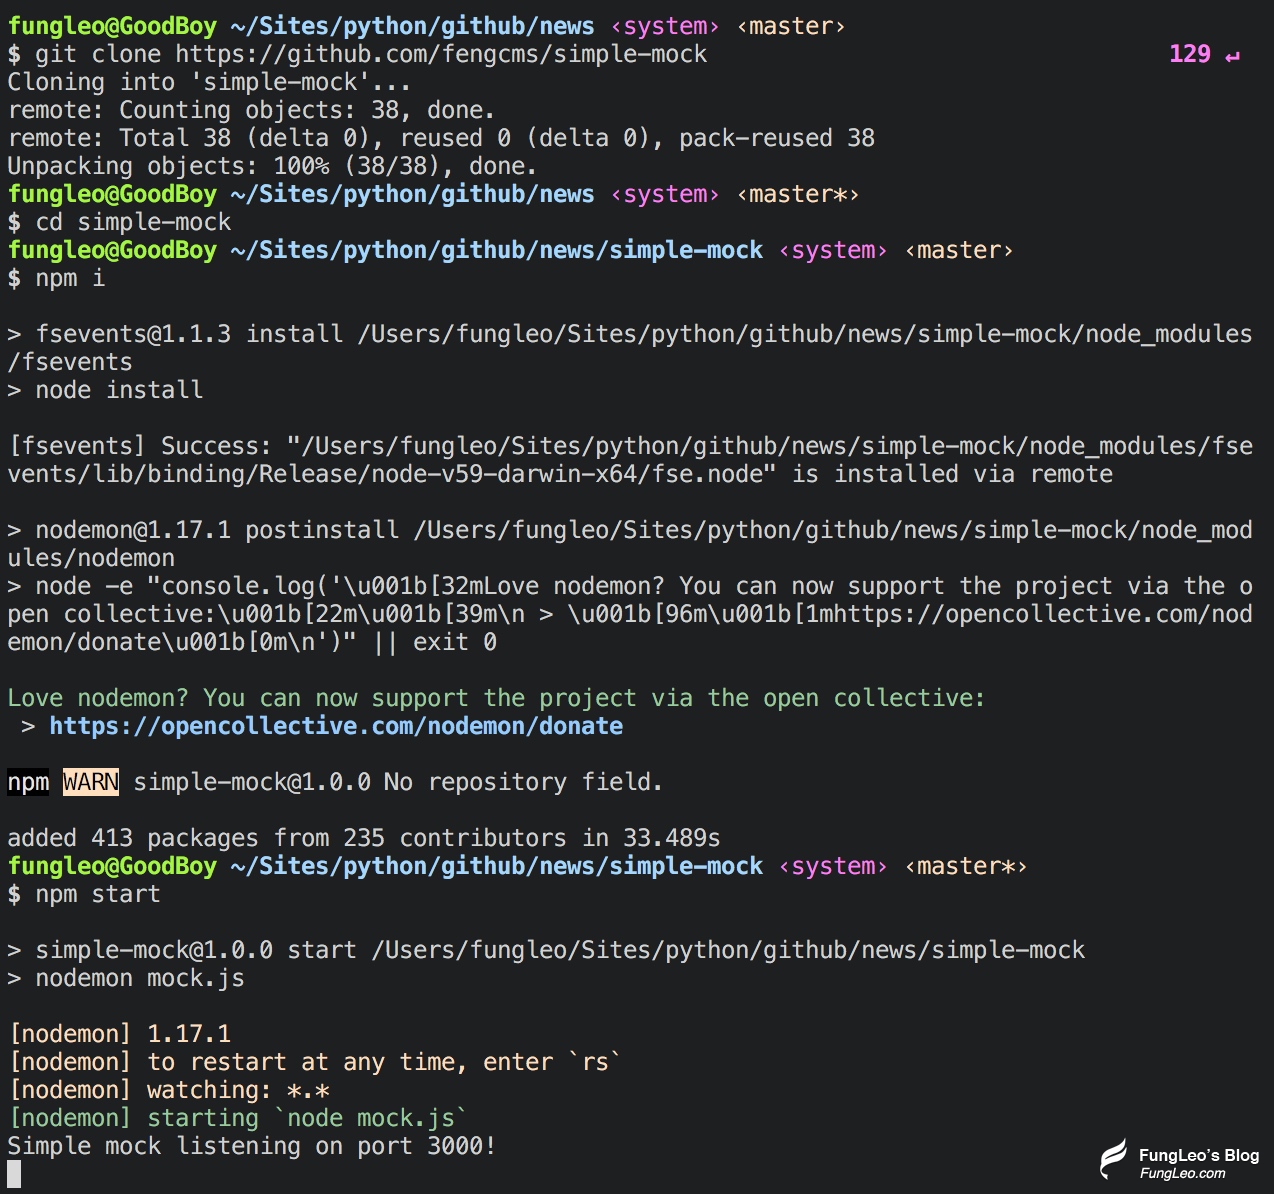 fungleo@GoodBoy ~/Sites/python/github/news ‹system› ‹master›
$ git clone https://github.com/fengcms/simple-mock 129 ↵
Cloning into 'simple-mock'...
remote: Counting objects: 38, done.
remote: Total 38 (delta 0), reused 0 (delta 0), pack-reused 38
Unpacking objects: 100% (38/38), done.
fungleo@GoodBoy ~/Sites/python/github/news ‹system› ‹master*›
$ cd simple-mock
fungleo@GoodBoy ~/Sites/python/github/news/simple-mock ‹system› ‹master›
$ npm i
> fsevents@1.1.3 install /Users/fungleo/Sites/python/github/news/simple-mock/node_modules
/fsevents
> node install
[fsevents] Success: "/Users/fungleo/Sites/python/github/news/simple-mock/node_modules/fse
vents/lib/binding/Release/node-v59-darwin-x64/fse.node" is installed via remote
> nodemon@1.17.1 postinstall /Users/fungleo/Sites/python/github/news/simple-mock/node_mod
ules/nodemon
> node -e "console.log('\u001b[32mLove nodemon? You can now support the project via the o
pen collective:\u001b[22m\u001b[39m\n > \u001b[96m\u001b[1mhttps://opencollective.com/nod
emon/donate\u001b[0m\n')" || exit 0
Love nodemon? You can now support the project via the open collective:
 > https://opencollective.com/nodemon/donate
npm WARN simple-mock@1.0.0 No repository field.
added 413 packages from 235 contributors in 33.489s
fungleo@GoodBoy ~/Sites/python/github/news/simple-mock ‹system› ‹master*›
$ npm start
> simple-mock@1.0.0 start /Users/fungleo/Sites/python/github/news/simple-mock
> nodemon mock.js
[nodemon] 1.17.1
[nodemon] to restart at any time, enter `rs`
[nodemon] watching: *.*
[nodemon] starting `node mock.js`
Simple mock listening on port 3000!
FungLeo's Blog
FungLeo.com